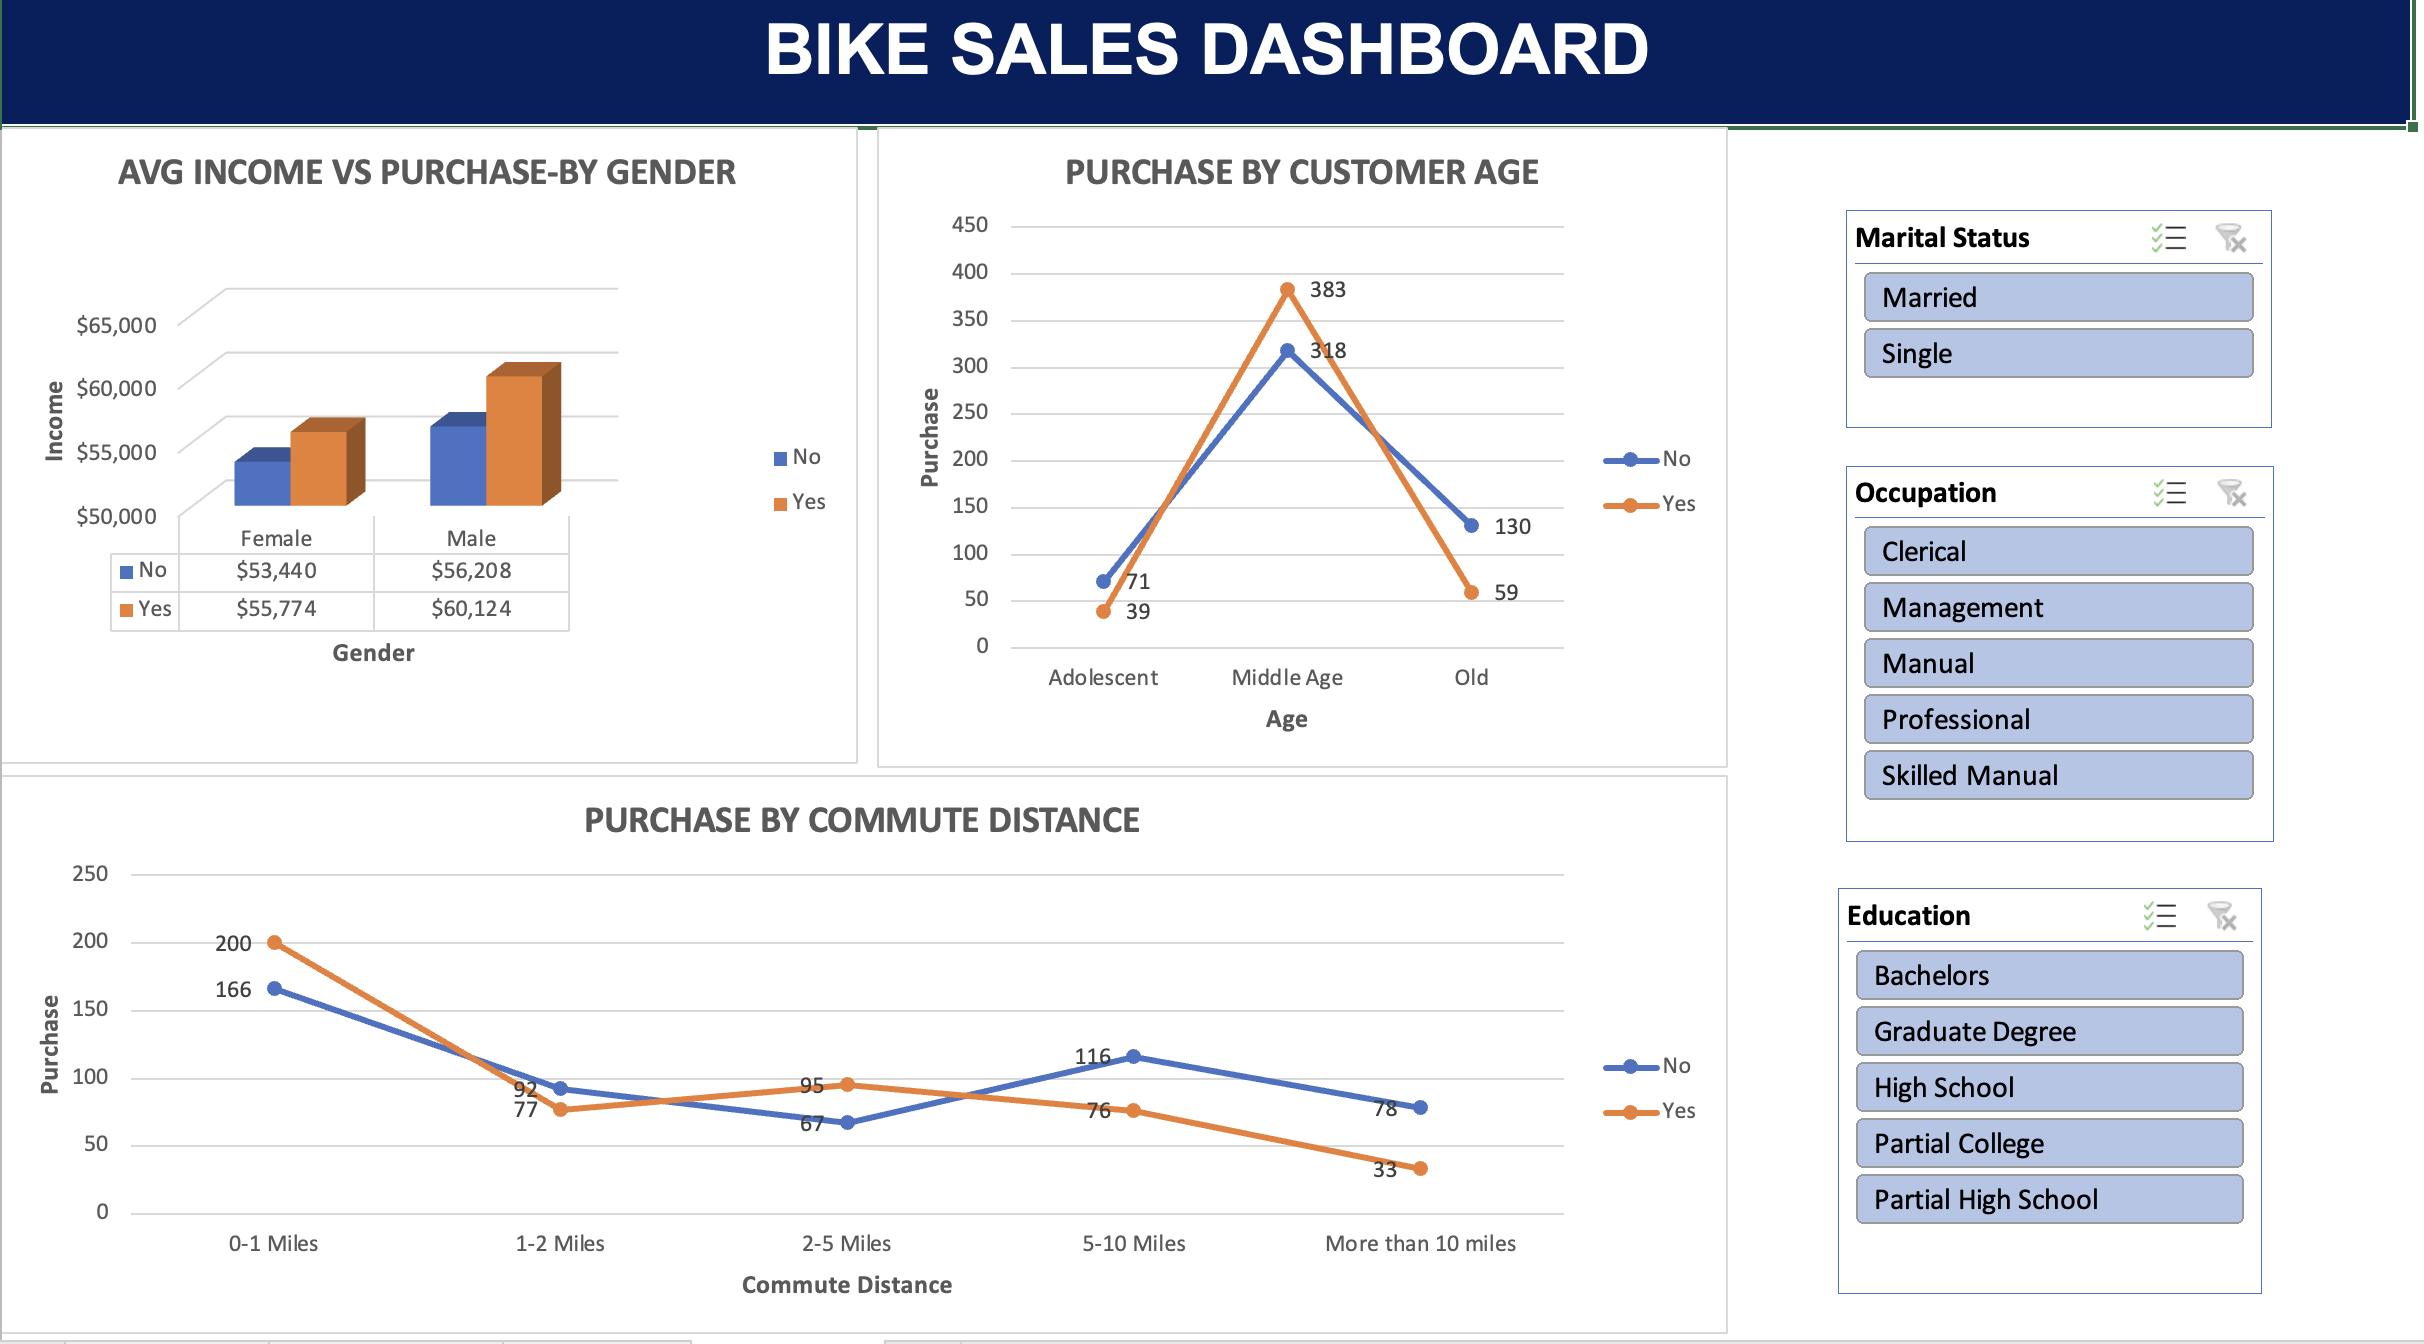 BIKE SALES DASHBOARD
AVG INCOME VS PURCHASE-BY GENDER
$65,000
$60,000
$55,000
$50,000
Income
Female Male
No $53,440 $56,208
Yes $55,774 $60,124
Gender
No
Yes
PURCHASE BY CUSTOMER AGE
450
400
350
300
250
200
150
100
50
0
Purchase
383
318
130
71
39
59
Adolescent Middle Age Old
Age
No
Yes
PURCHASE BY COMMUTE DISTANCE
250
200
150
100
50
0
Purchase
200
166
92
77
95
67
116
76
78
33
0-1 Miles 1-2 Miles 2-5 Miles 5-10 Miles More than 10 miles
Commute Distance
No
Yes
Marital Status
Married
Single
Occupation
Clerical
Management
Manual
Professional
Skilled Manual
Education
Bachelors
Graduate Degree
High School
Partial College
Partial High School